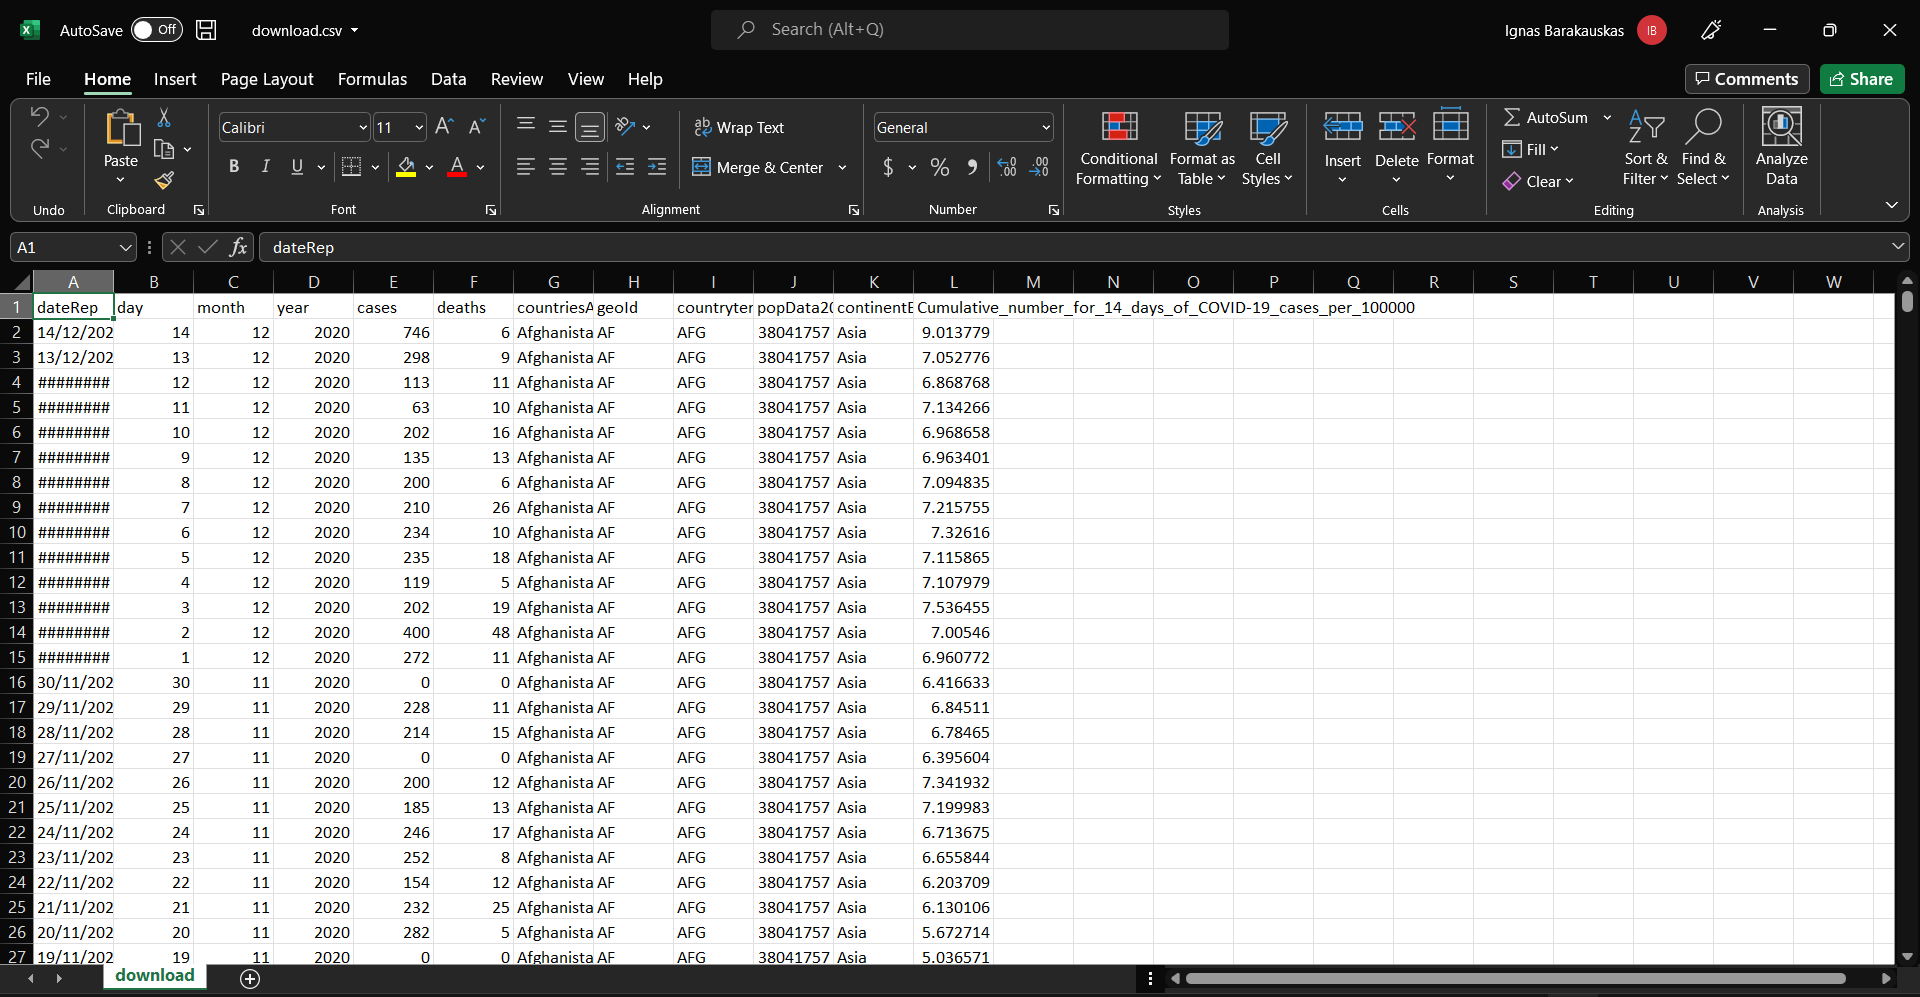 AutoSave Off download.csv Search (Alt+Q) Ignas Barakauskas IB
File Home Insert Page Layout Formulas Data Review View Help Comments Share
Calibri 11 Wrap Text General AutoSum
Paste B I U A Merge & Center $ % Conditional Formatting Format as Table Cell Styles Insert Delete Format Fill Clear Sort & Filter Find & Select Analyze Data
Undo Clipboard Font Alignment Number Styles Cells Editing Analysis
A1 fx dateRep
A B C D E F G H I J K L M N O P Q R S T U V W
1 dateRep day month year cases deaths countriesA geoId countryter popData20 continentE Cumulative_number_for_14_days_of_COVID-19_cases_per_100000
2 14/12/202 14 12 2020 746 6 Afghanista AF AFG 38041757 Asia 9.013779
3 13/12/202 13 12 2020 298 9 Afghanista AF AFG 38041757 Asia 7.052776
4 ######## 12 12 2020 113 11 Afghanista AF AFG 38041757 Asia 6.868768
5 ######## 11 12 2020 63 10 Afghanista AF AFG 38041757 Asia 7.134266
6 ######## 10 12 2020 202 16 Afghanista AF AFG 38041757 Asia 6.968658
7 ######## 9 12 2020 135 13 Afghanista AF AFG 38041757 Asia 6.963401
8 ######## 8 12 2020 200 6 Afghanista AF AFG 38041757 Asia 7.094835
9 ######## 7 12 2020 210 26 Afghanista AF AFG 38041757 Asia 7.215755
10 ######## 6 12 2020 234 10 Afghanista AF AFG 38041757 Asia 7.32616
11 ######## 5 12 2020 235 18 Afghanista AF AFG 38041757 Asia 7.115865
12 ######## 4 12 2020 119 5 Afghanista AF AFG 38041757 Asia 7.107979
13 ######## 3 12 2020 202 19 Afghanista AF AFG 38041757 Asia 7.536455
14 ######## 2 12 2020 400 48 Afghanista AF AFG 38041757 Asia 7.00546
15 ######## 1 12 2020 272 11 Afghanista AF AFG 38041757 Asia 6.960772
16 30/11/202 30 11 2020 0 0 Afghanista AF AFG 38041757 Asia 6.416633
17 29/11/202 29 11 2020 228 11 Afghanista AF AFG 38041757 Asia 6.84511
18 28/11/202 28 11 2020 214 15 Afghanista AF AFG 38041757 Asia 6.78465
19 27/11/202 27 11 2020 0 0 Afghanista AF AFG 38041757 Asia 6.395604
20 26/11/202 26 11 2020 200 12 Afghanista AF AFG 38041757 Asia 7.341932
21 25/11/202 25 11 2020 185 13 Afghanista AF AFG 38041757 Asia 7.199983
22 24/11/202 24 11 2020 246 17 Afghanista AF AFG 38041757 Asia 6.713675
23 23/11/202 23 11 2020 252 8 Afghanista AF AFG 38041757 Asia 6.655844
24 22/11/202 22 11 2020 154 12 Afghanista AF AFG 38041757 Asia 6.203709
25 21/11/202 21 11 2020 232 25 Afghanista AF AFG 38041757 Asia 6.130106
26 20/11/202 20 11 2020 282 5 Afghanista AF AFG 38041757 Asia 5.672714
27 19/11/202 19 11 2020 0 0 Afghanista AF AFG 38041757 Asia 5.036571
download